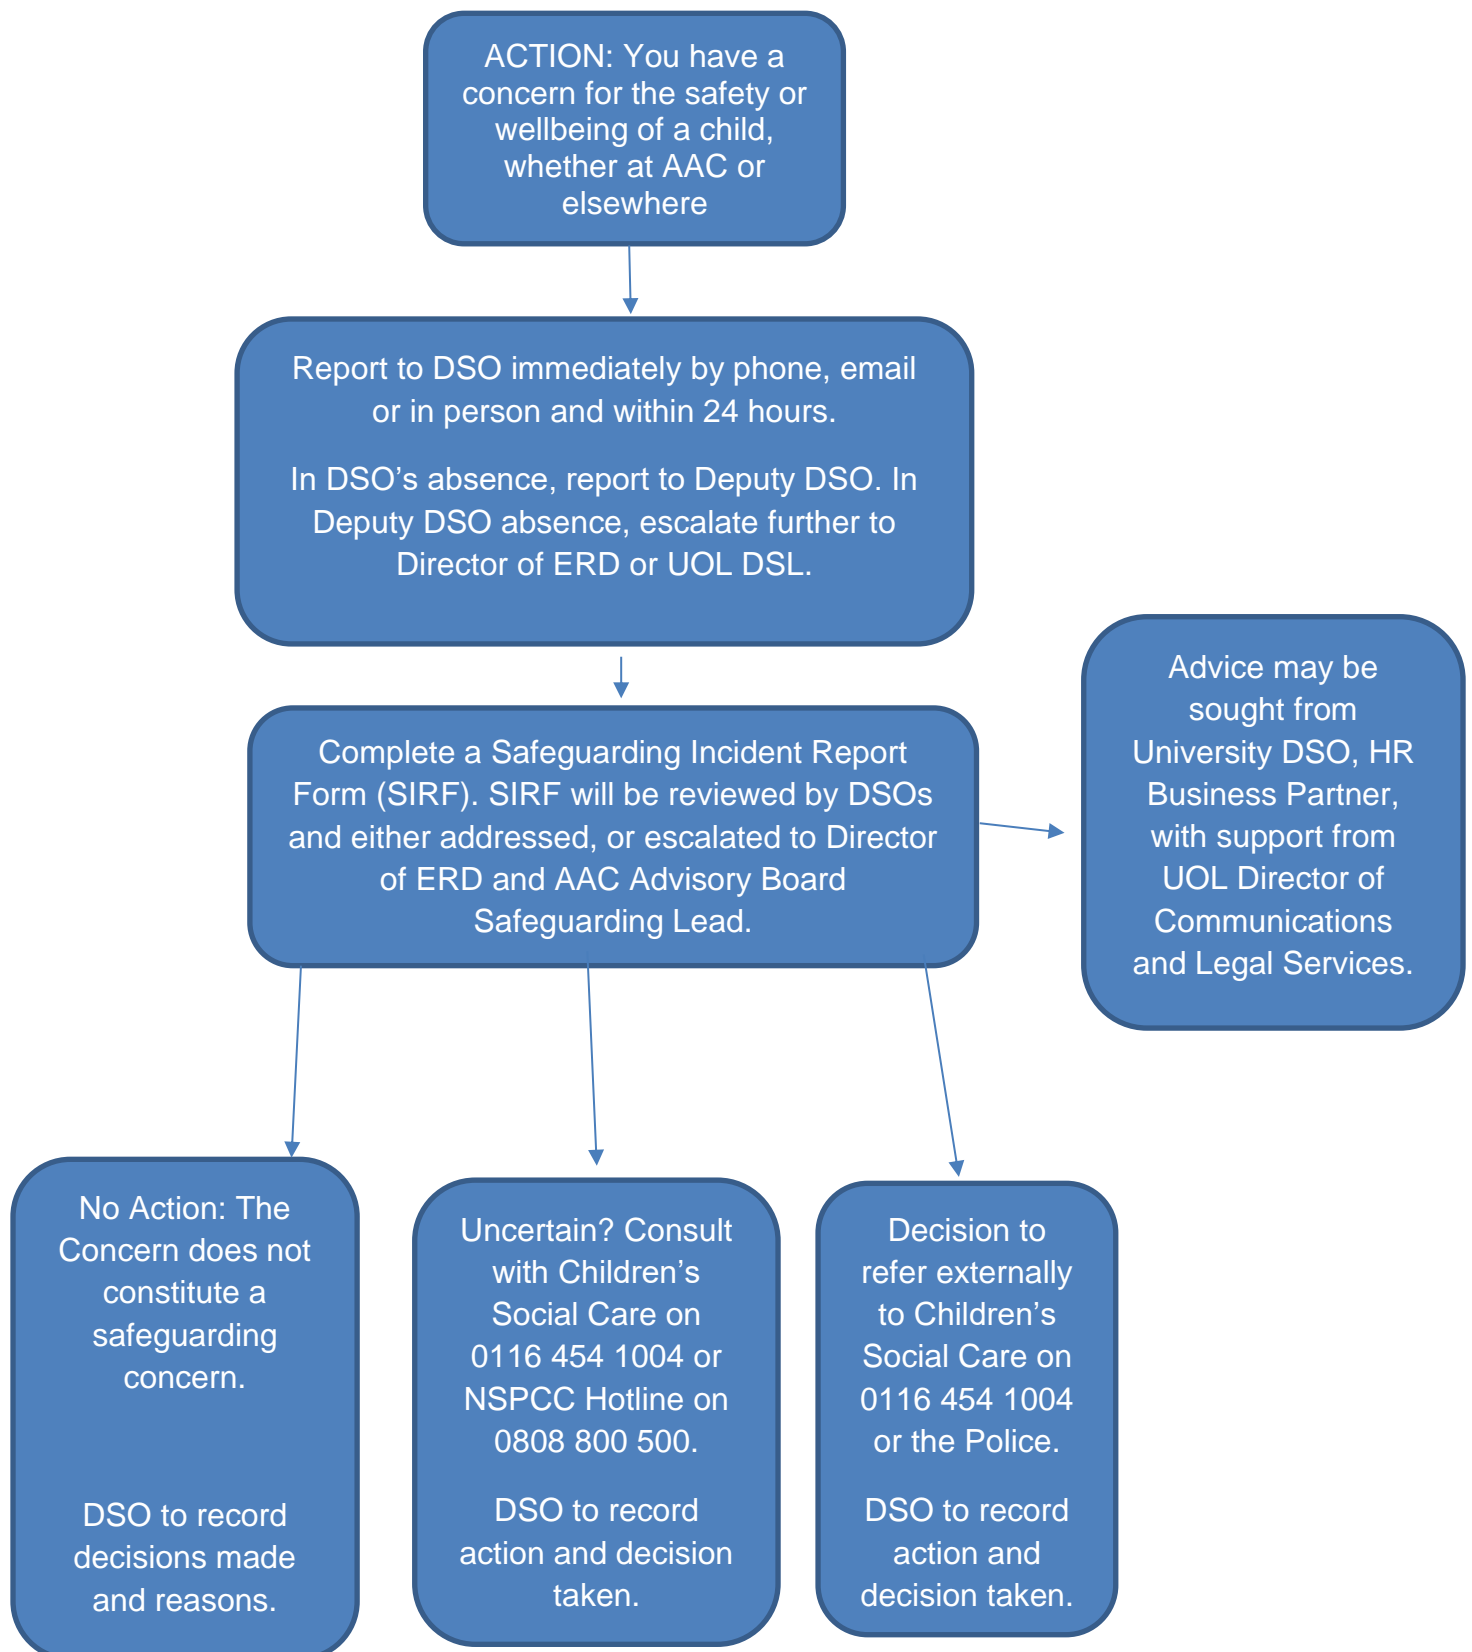 ACTION: You have a
concern for the safety or
wellbeing of a child,
whether at AAC or
elsewhere
Report to DSO immediately by phone, email
or in person and within 24 hours.
In DSO’s absence, report to Deputy DSO. In
Deputy DSO absence, escalate further to
Director of ERD or UOL DSL.
Complete a Safeguarding Incident Report
Form (SIRF). SIRF will be reviewed by DSOs
and either addressed, or escalated to Director
of ERD and AAC Advisory Board
Safeguarding Lead.
Advice may be
sought from
University DSO, HR
Business Partner,
with support from
UOL Director of
Communications
and Legal Services.
No Action: The
Concern does not
constitute a
safeguarding
concern.
DSO to record
decisions made
and reasons.
Uncertain? Consult
with Children’s
Social Care on
0116 454 1004 or
NSPCC Hotline on
0808 800 500.
DSO to record
action and decision
taken.
Decision to
refer externally
to Children’s
Social Care on
0116 454 1004
or the Police.
DSO to record
action and
decision taken.